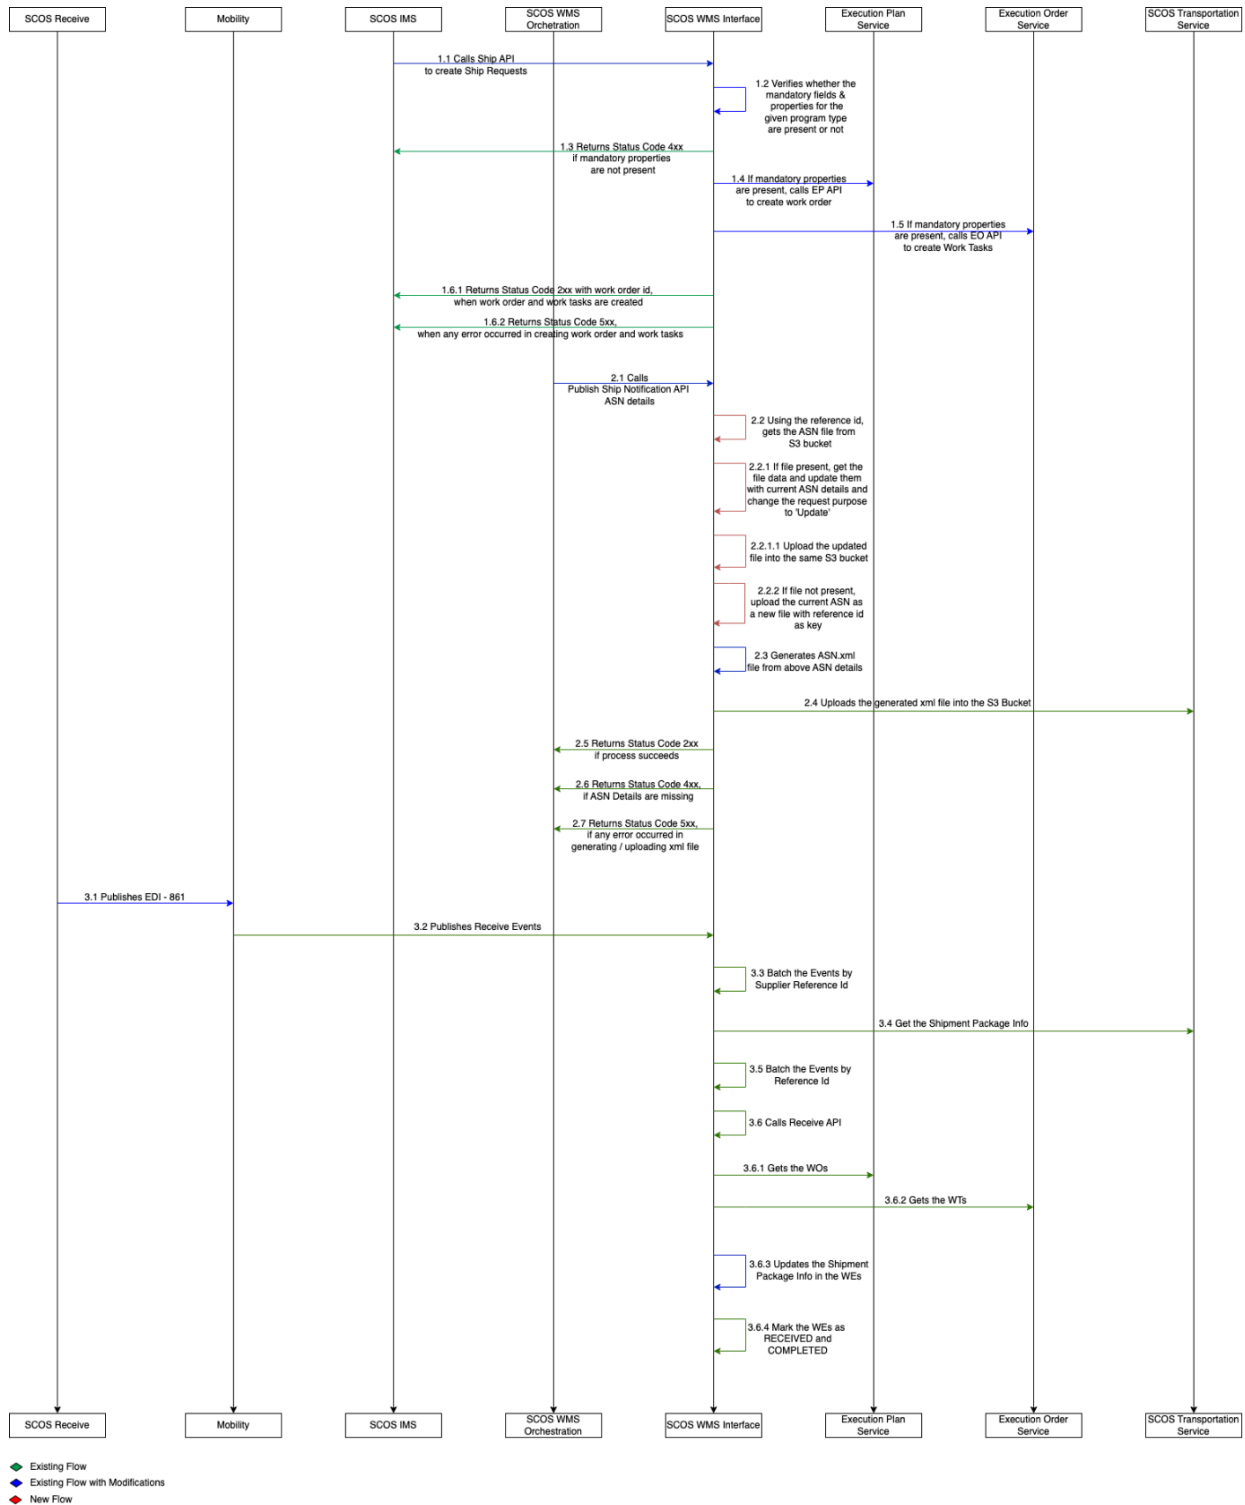 SCOS Receive
Mobility
SCOS IMS
SCOS WMS
Orchetration
SCOS WMS Interface
Execution Plan
Service
Execution Order
Service
SCOS Transportation
Service
1.1 Calls Ship API
to create Ship Requests
1.2 Verifies whether the
mandatory fields &
properties for the
given program type
are present or not
1.3 Returns Status Code 4xx
if mandatory properties
are not present
1.4 If mandatory properties
are present, calls EP API
to create work order
1.5 If mandatory properties
are present, calls EO API
to create Work Tasks
1.6.1 Returns Status Code 2xx with work order id,
when work order and work tasks are created
1.6.2 Returns Status Code 5xx,
when any error occurred in creating work order and work tasks
2.1 Calls
Publish Ship Notification API
ASN details
2.2 Using the reference id,
gets the ASN file from
S3 bucket
2.2.1 If file present, get the
file data and update them
with current ASN details and
change the request purpose
to 'Update'
2.2.1.1 Upload the updated
file into the same S3 bucket
2.2.2 If file not present,
upload the current ASN as
a new file with reference id
as key
2.3 Generates ASN.xml
file from above ASN details
2.4 Uploads the generated xml file into the S3 Bucket
2.5 Returns Status Code 2xx
if process succeeds
2.6 Returns Status Code 4xx,
if ASN Details are missing
2.7 Returns Status Code 5xx,
if any error occurred in
generating / uploading xml file
3.1 Publishes EDI - 861
3.2 Publishes Receive Events
3.3 Batch the Events by
Supplier Reference Id
3.4 Get the Shipment Package Info
3.5 Batch the Events by
Reference Id
3.6 Calls Receive API
3.6.1 Gets the WOs
3.6.2 Gets the WTs
3.6.3 Updates the Shipment
Package Info in the WEs
3.6.4 Mark the WEs as
RECEIVED and
COMPLETED
SCOS Receive
Mobility
SCOS IMS
SCOS WMS
Orchestration
SCOS WMS Interface
Execution Plan
Service
Execution Order
Service
SCOS Transportation
Service
Existing Flow
Existing Flow with Modifications
New Flow